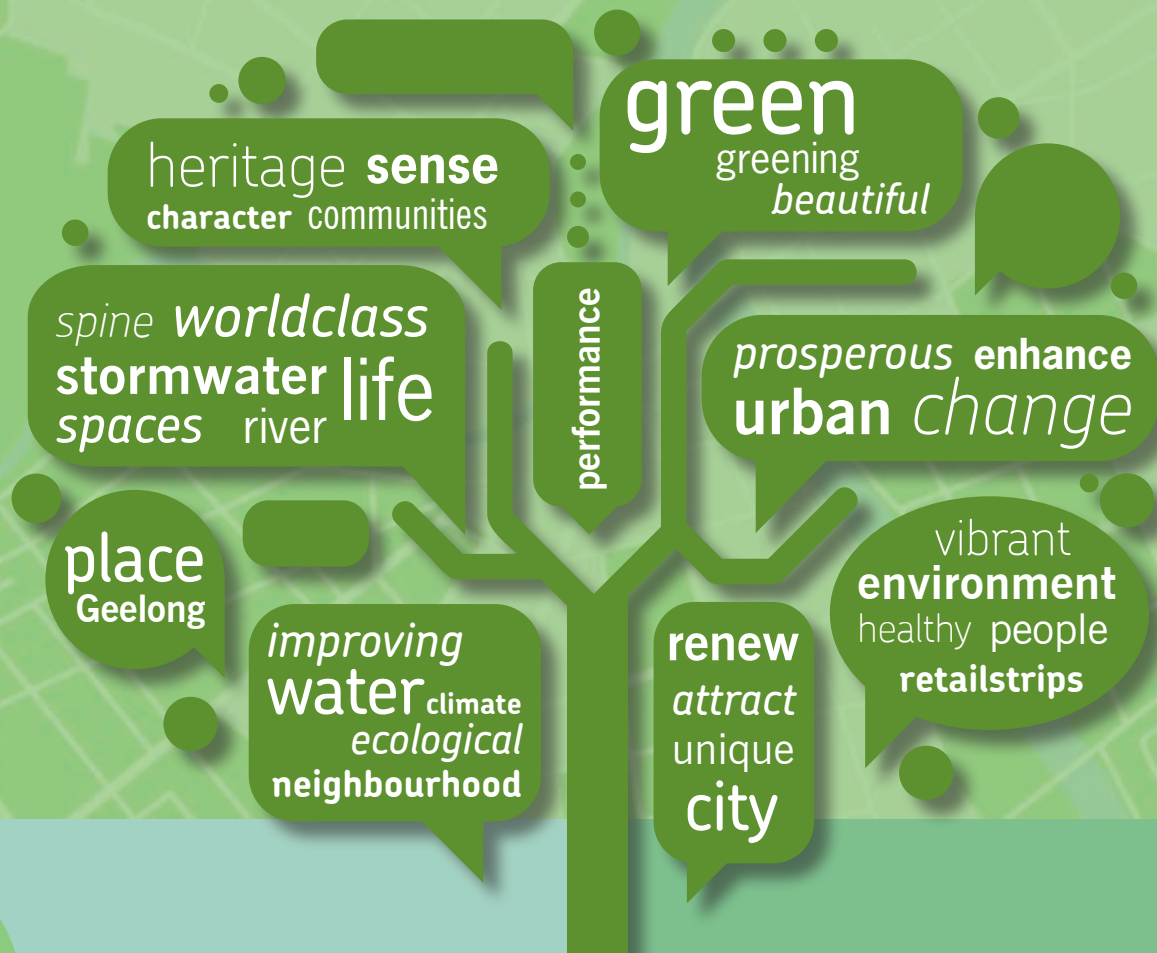 green
greening
beautiful
heritage sense
character communities
performance
spine worldclass
stormwater life
spaces river
prosperous enhance
urban change
place
Geelong
vibrant
environment
healthy people
retailstrips
improving
water climate
ecological
neighbourhood
renew
attract
unique
city